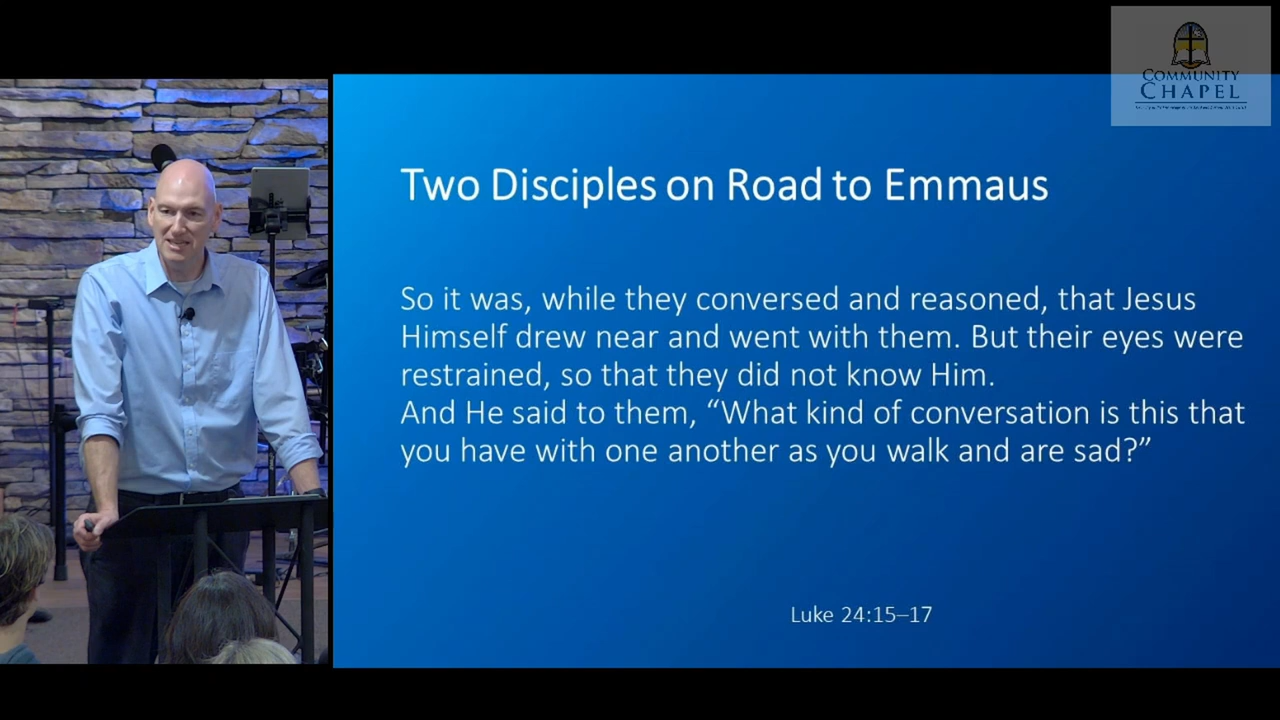 COMMUNITY
CHAPEL
Two Disciples on Road to Emmaus
So it was, while they conversed and reasoned, that Jesus
Himself drew near and went with them. But their eyes were
restrained, so that they did not know Him.
And He said to them, “What kind of conversation is this that
you have with one another as you walk and are sad?”
Luke 24:15–17